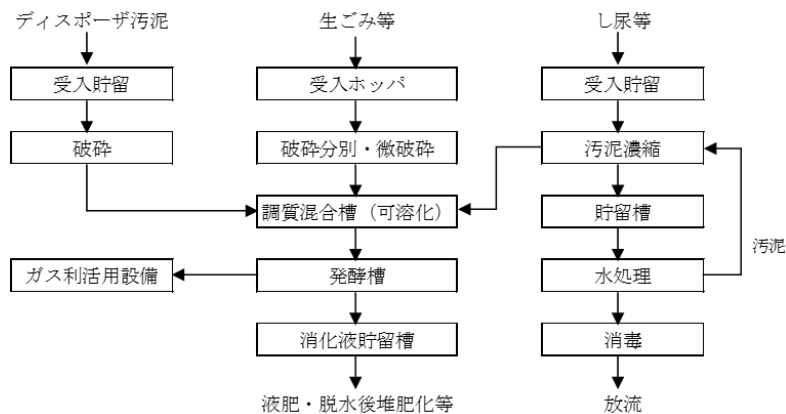 ディスポーザ汚泥
生ごみ等
し尿等
受入貯留
受入ホッパ
受入貯留
破砕
破砕分別・微破砕
汚泥濃縮
調質混合槽（可溶化）
貯留槽
汚泥
ガス利活用設備
発酵槽
水処理
消化液貯留槽
消毒
液肥・脱水後堆肥化等
放流